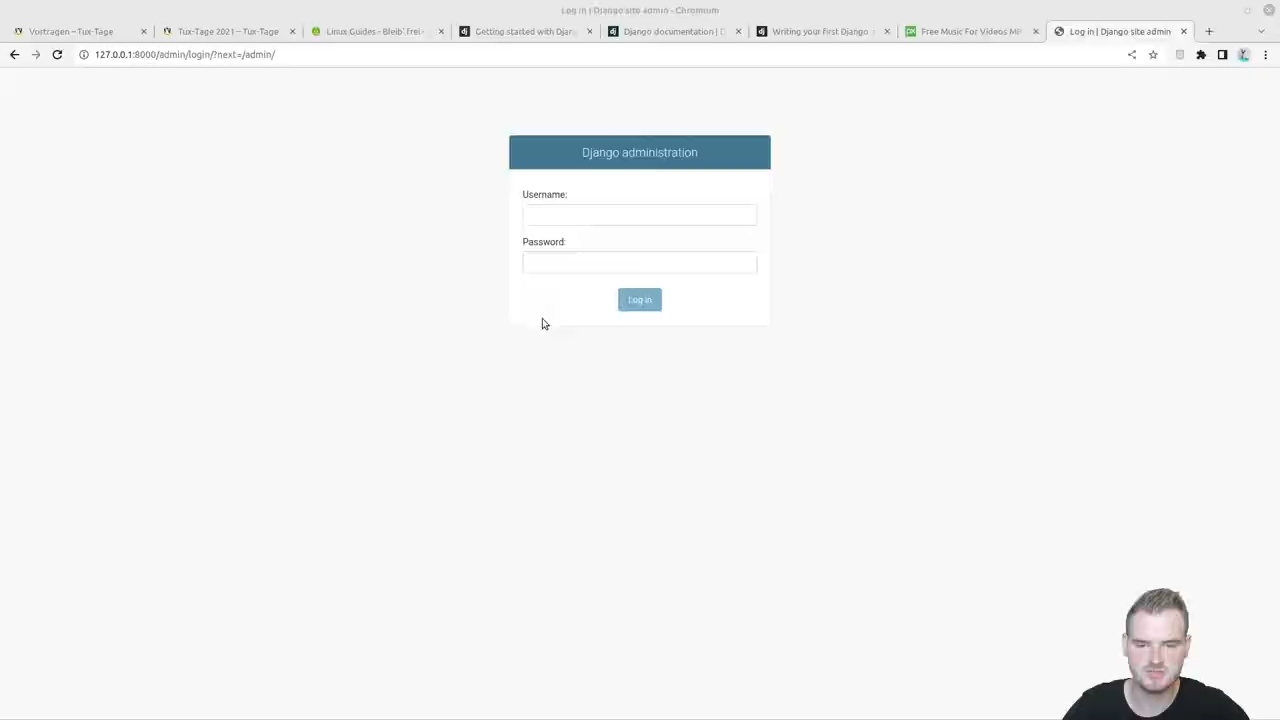 Log in | Django site admin - Chromium
Vortragen – Tux-Tage
Tux-Tage 2021 – Tux-Tage
Linux Guides - Bleib' frei -
Getting started with Djan
Django documentation | D
Writing your first Django
Free Music For Videos
Log in | Django site admin
127.0.0.1:8000/admin/login/?next=/admin/
Django administration
Username:
Password:
Log in